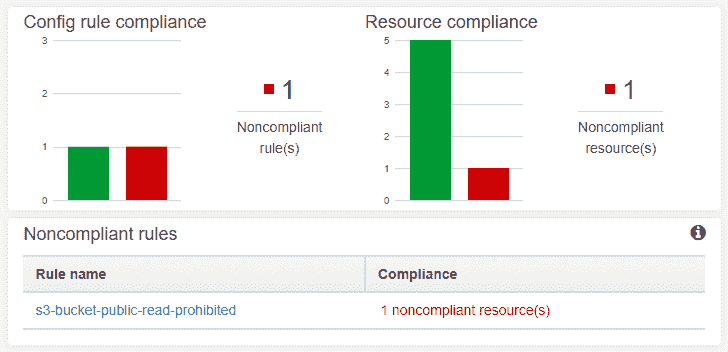 Config rule compliance
3
2
1
0
1
Noncompliant
rule(s)
Resource compliance
5
4
3
2
1
0
1
Noncompliant
resource(s)
Noncompliant rules
Rule name Compliance
s3-bucket-public-read-prohibited 1 noncompliant resource(s)